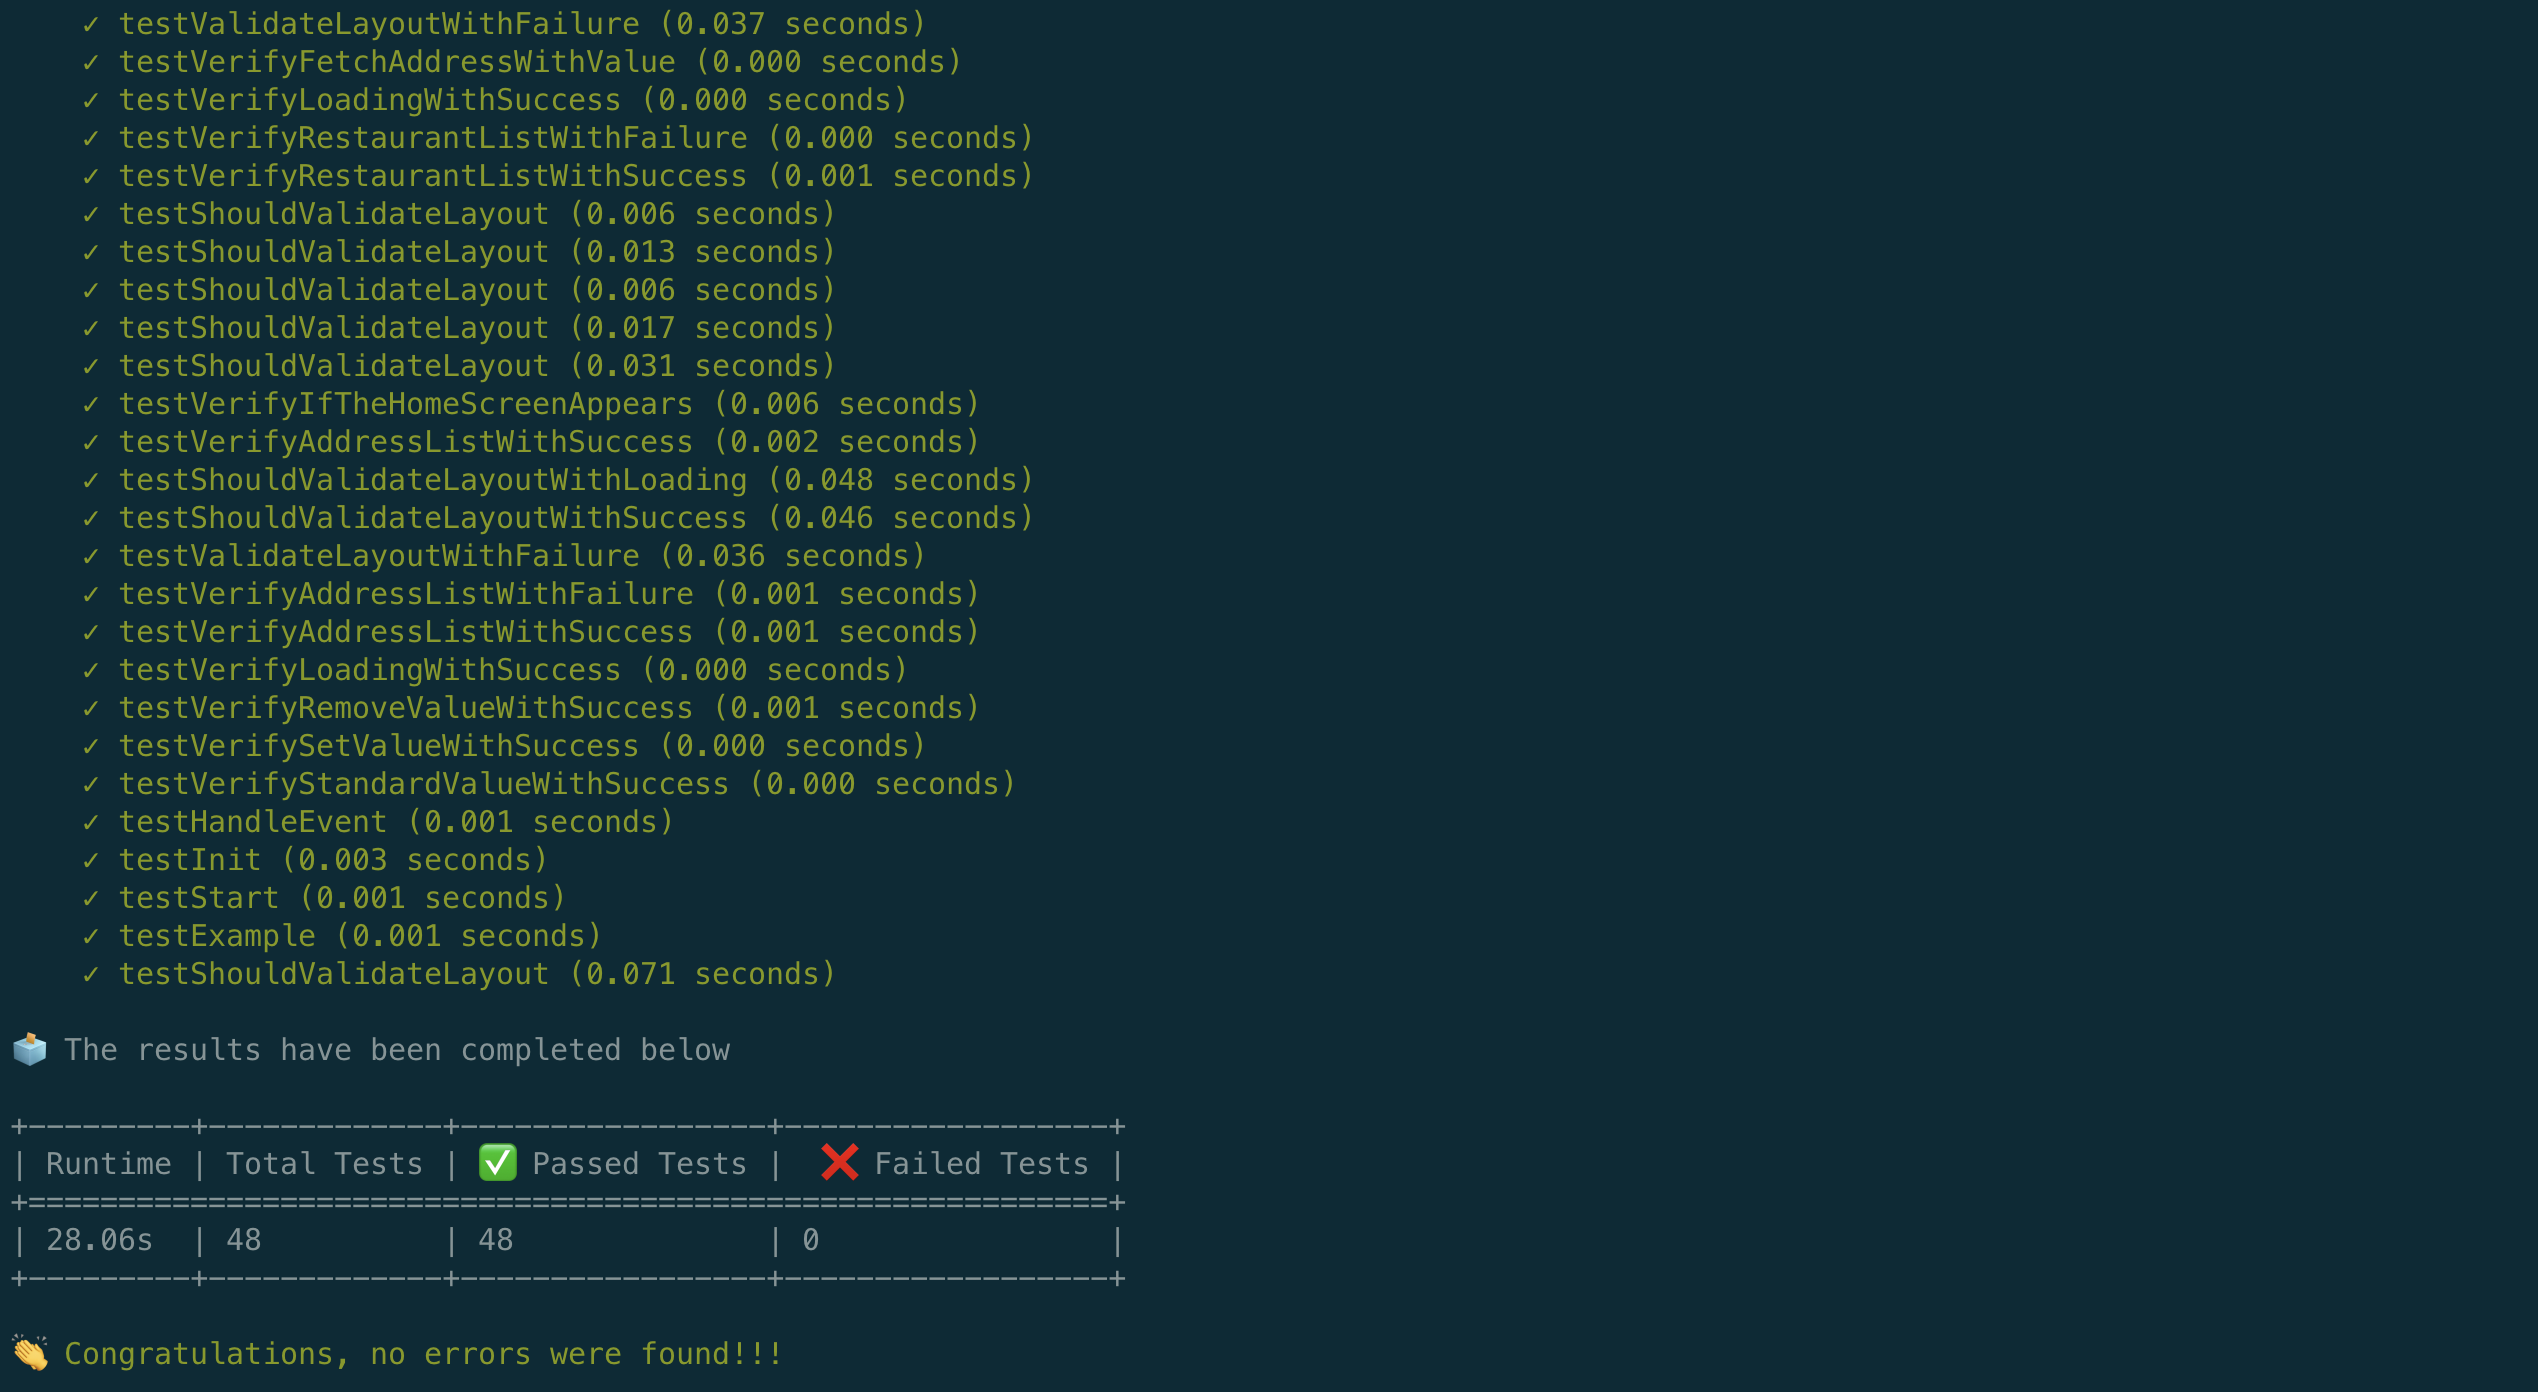 ✓ testValidateLayoutWithFailure (0.037 seconds)
✓ testVerifyFetchAddressWithValue (0.000 seconds)
✓ testVerifyLoadingWithSuccess (0.000 seconds)
✓ testVerifyRestaurantListWithFailure (0.000 seconds)
✓ testVerifyRestaurantListWithSuccess (0.001 seconds)
✓ testShouldValidateLayout (0.006 seconds)
✓ testShouldValidateLayout (0.013 seconds)
✓ testShouldValidateLayout (0.006 seconds)
✓ testShouldValidateLayout (0.017 seconds)
✓ testShouldValidateLayout (0.031 seconds)
✓ testVerifyIfTheHomeScreenAppears (0.006 seconds)
✓ testVerifyAddressListWithSuccess (0.002 seconds)
✓ testShouldValidateLayoutWithLoading (0.048 seconds)
✓ testShouldValidateLayoutWithSuccess (0.046 seconds)
✓ testValidateLayoutWithFailure (0.036 seconds)
✓ testVerifyAddressListWithFailure (0.001 seconds)
✓ testVerifyAddressListWithSuccess (0.001 seconds)
✓ testVerifyLoadingWithSuccess (0.000 seconds)
✓ testVerifyRemoveValueWithSuccess (0.001 seconds)
✓ testVerifySetValueWithSuccess (0.000 seconds)
✓ testVerifyStandardValueWithSuccess (0.000 seconds)
✓ testHandleEvent (0.001 seconds)
✓ testInit (0.003 seconds)
✓ testStart (0.001 seconds)
✓ testExample (0.001 seconds)
✓ testShouldValidateLayout (0.071 seconds)
🗳 The results have been completed below
+---------+-------------+-----------------+------------------+
| Runtime | Total Tests | ✅ Passed Tests | ❌ Failed Tests |
+============================================================+
| 28.06s | 48 | 48 | 0 |
+---------+-------------+-----------------+------------------+
👏 Congratulations, no errors were found!!!